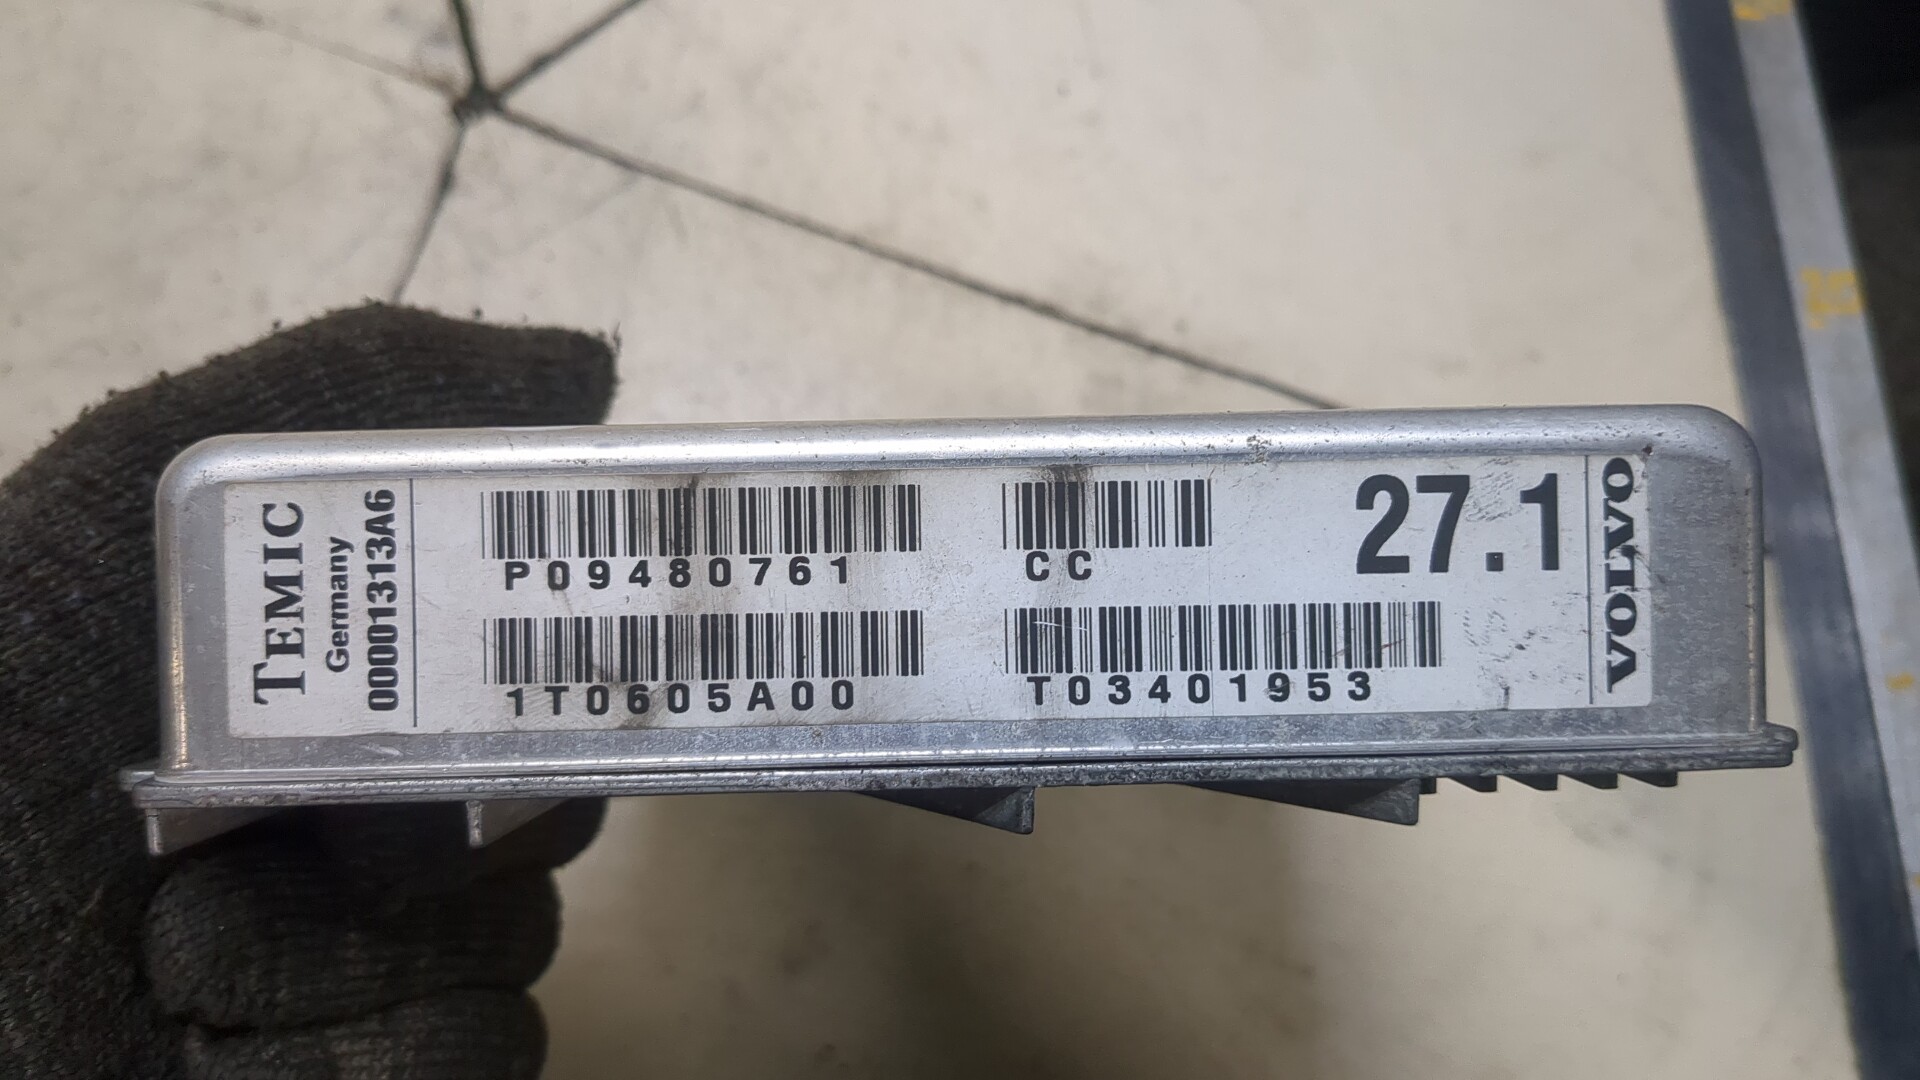 TEMIC
Germany
00001313A6
P09480761
CC
27.1
1T0605A00
T03401953
VOLVO